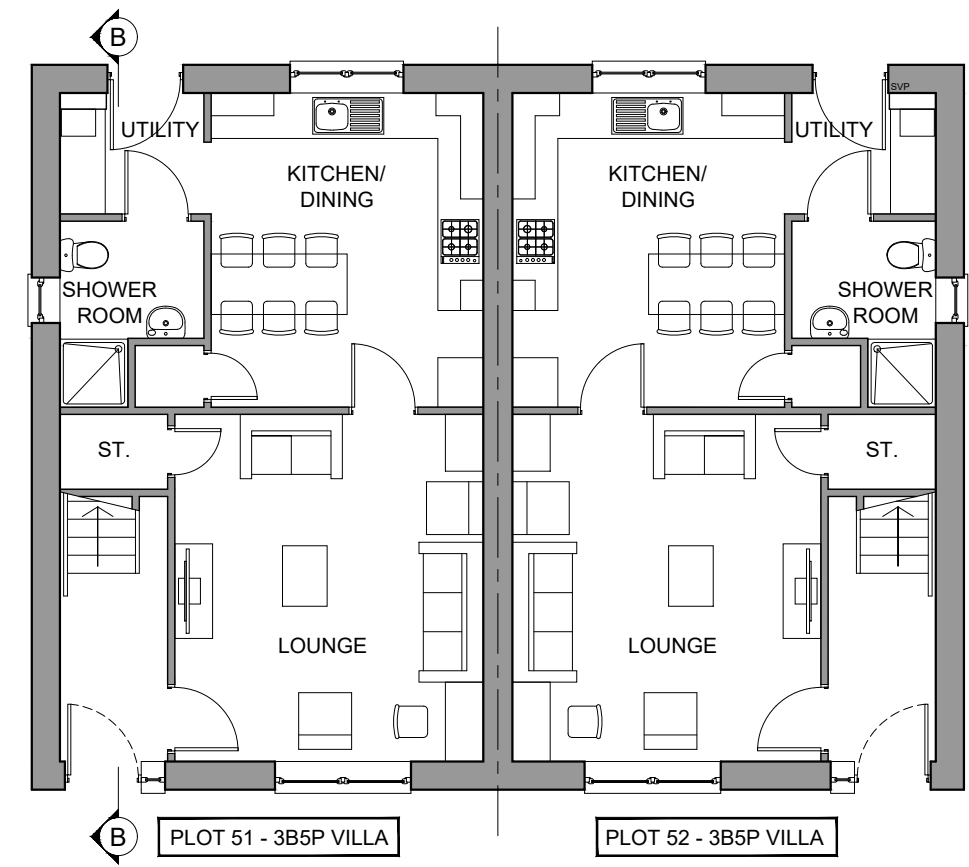 B
SVP
UTILITY
UTILITY
KITCHEN/
DINING
KITCHEN/
DINING
SHOWER
ROOM
SHOWER
ROOM
ST.
ST.
LOUNGE
LOUNGE
B
PLOT 51 - 3B5P VILLA
PLOT 52 - 3B5P VILLA